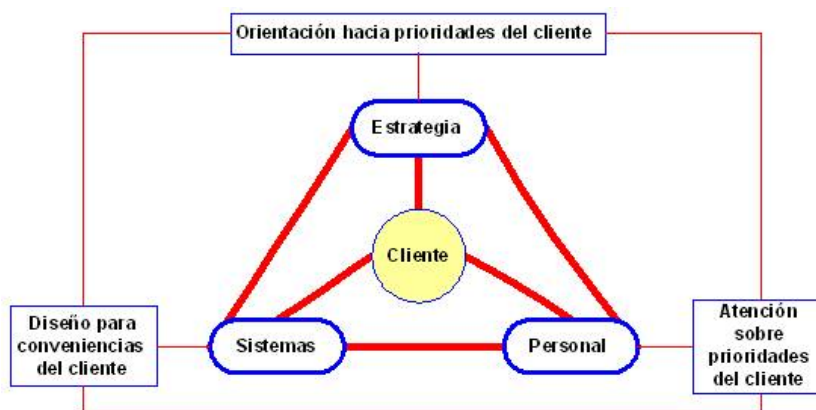 Orientación hacia prioridades del cliente
Estrategia
Cliente
Diseño para
conveniencias
del cliente
Sistemas
Personal
Atención
sobre
prioridades
del cliente